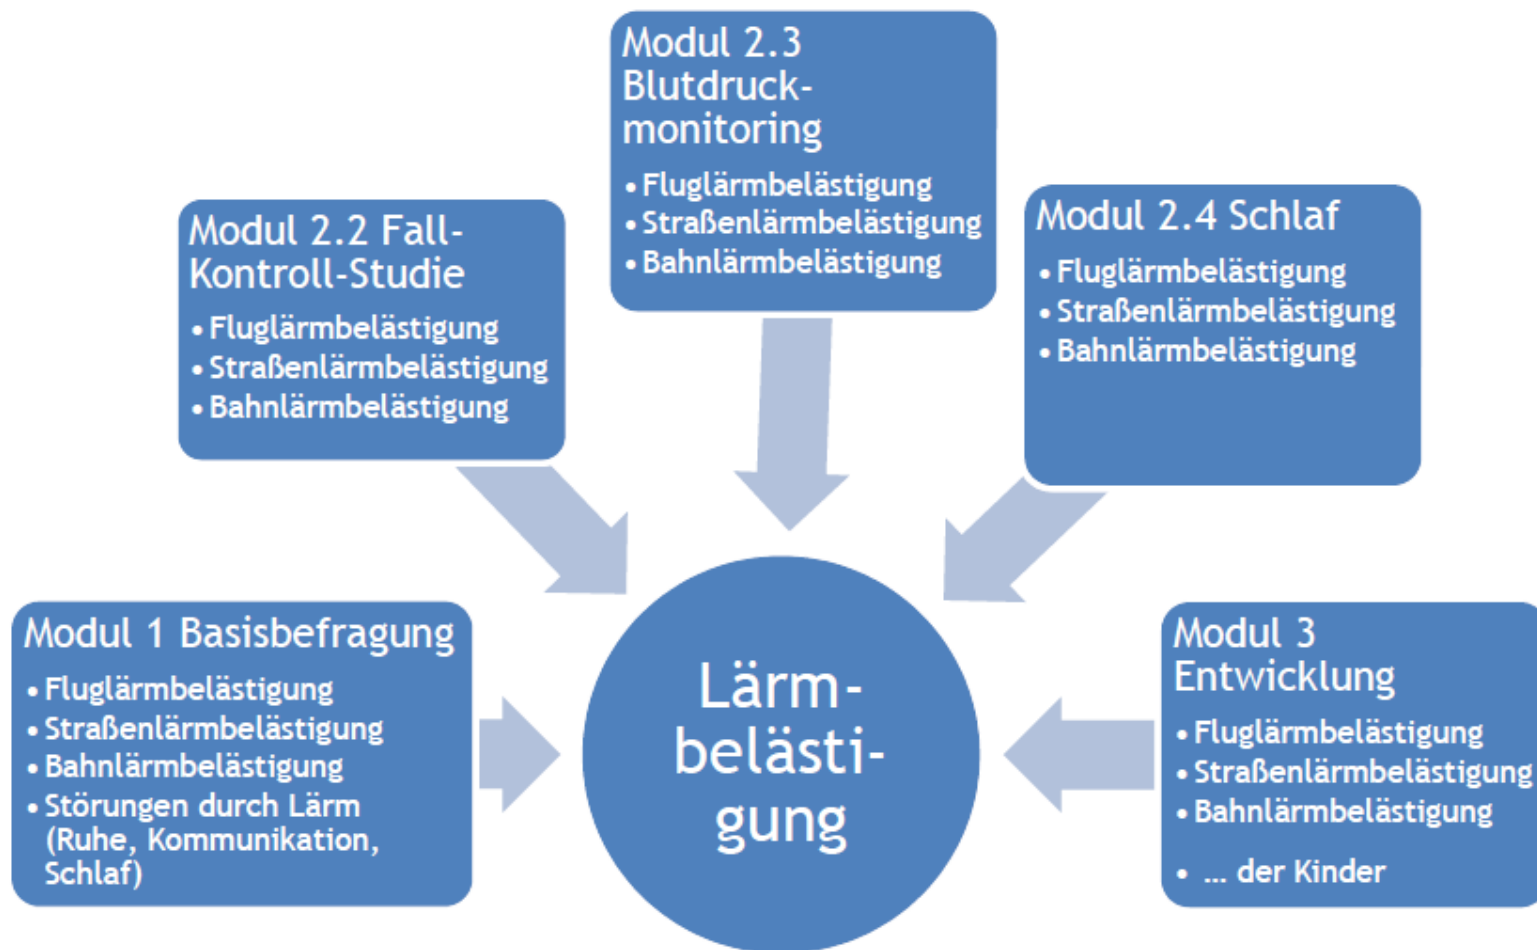 Modul 2.3
Blutdruck-
monitoring
• Fluglärmbelästigung
• Straßenlärmbelästigung
• Bahnlärmbelästigung
Modul 2.2 Fall-
Kontroll-Studie
• Fluglärmbelästigung
• Straßenlärmbelästigung
• Bahnlärmbelästigung
Modul 2.4 Schlaf
• Fluglärmbelästigung
• Straßenlärmbelästigung
• Bahnlärmbelästigung
Modul 1 Basisbefragung
• Fluglärmbelästigung
• Straßenlärmbelästigung
• Bahnlärmbelästigung
• Störungen durch Lärm
(Ruhe, Kommunikation,
Schlaf)
Lärm-
belästi-
gung
Modul 3
Entwicklung
• Fluglärmbelästigung
• Straßenlärmbelästigung
• Bahnlärmbelästigung
• ... der Kinder